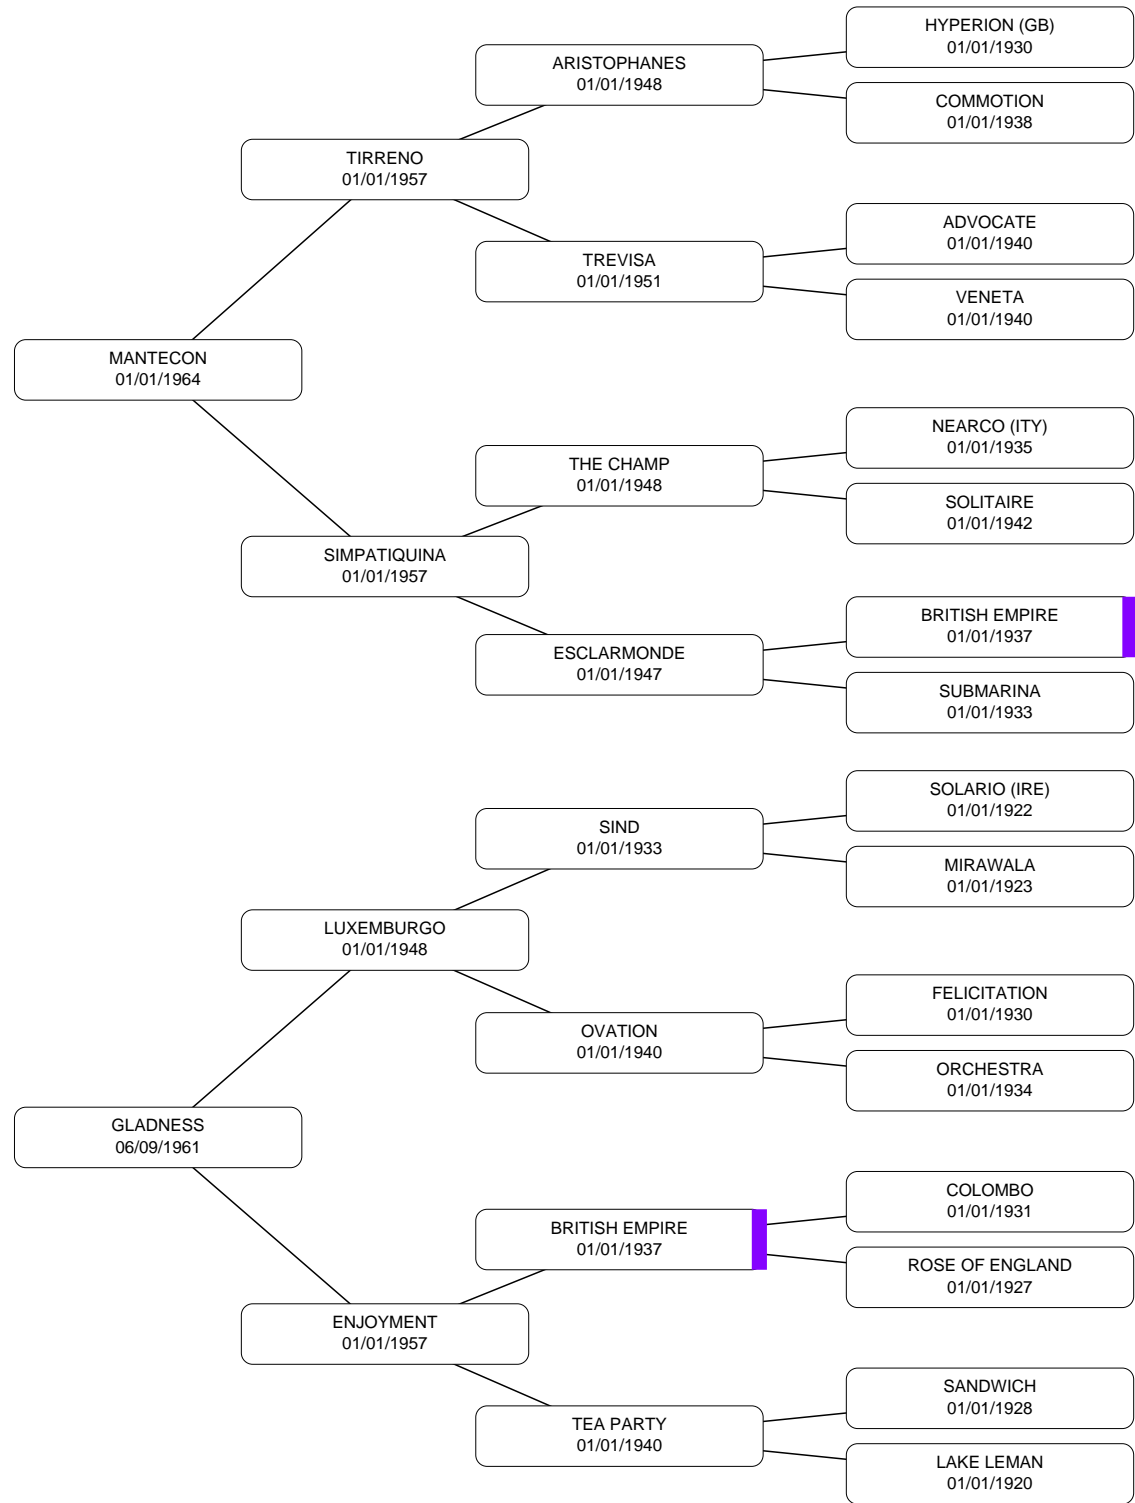 HYPERION (GB)
01/01/1930
ARISTOPHANES
01/01/1948
COMMOTION
01/01/1938
TIRRENO
01/01/1957
ADVOCATE
01/01/1940
TREVISA
01/01/1951
VENETA
01/01/1940
MANTECON
01/01/1964
NEARCO (ITY)
01/01/1935
THE CHAMP
01/01/1948
SOLITAIRE
01/01/1942
SIMPATIQUINA
01/01/1957
BRITISH EMPIRE
01/01/1937
ESCLARMONDE
01/01/1947
SUBMARINA
01/01/1933
SOLARIO (IRE)
01/01/1922
SIND
01/01/1933
MIRAWALA
01/01/1923
LUXEMBURGO
01/01/1948
FELICITATION
01/01/1930
OVATION
01/01/1940
ORCHESTRA
01/01/1934
GLADNESS
06/09/1961
COLOMBO
01/01/1931
BRITISH EMPIRE
01/01/1937
ROSE OF ENGLAND
01/01/1927
ENJOYMENT
01/01/1957
SANDWICH
01/01/1928
TEA PARTY
01/01/1940
LAKE LEMAN
01/01/1920